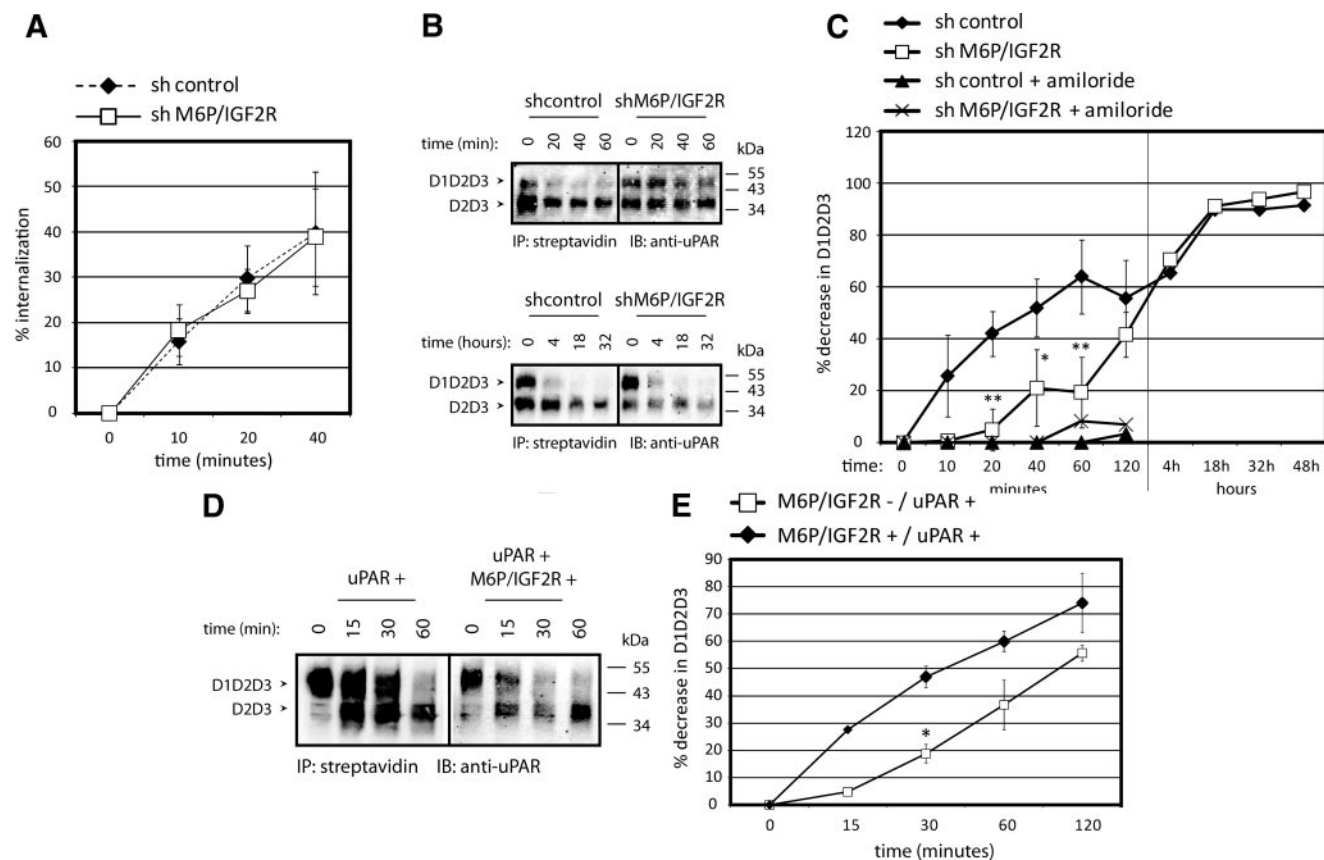 A
sh control
sh M6P/IGF2R
60
50
40
30
20
10
0
% internalization
0 10 20 40
time (minutes)
B
shcontrol shM6P/IGF2R
time (min): 0 20 40 60 0 20 40 60
kDa
D1D2D3
D2D3
55
43
34
IP: streptavidin IB: anti-uPAR
shcontrol shM6P/IGF2R
time (hours): 0 4 18 32 0 4 18 32
kDa
D1D2D3
D2D3
55
43
34
IP: streptavidin IB: anti-uPAR
C
sh control
sh M6P/IGF2R
sh control + amiloride
sh M6P/IGF2R + amiloride
120
100
80
60
40
20
0
% decrease in D1D2D3
** * **
time: 0 10 20 40 60 120 4h 18h 32h 48h
minutes hours
D
uPAR +
uPAR +
M6P/IGF2R +
time (min): 0 15 30 60 0 15 30 60
kDa
D1D2D3
D2D3
55
43
34
IP: streptavidin IB: anti-uPAR
E
M6P/IGF2R - / uPAR +
M6P/IGF2R + / uPAR +
90
80
70
60
50
40
30
20
10
0
% decrease in D1D2D3
*
0 15 30 60 120
time (minutes)